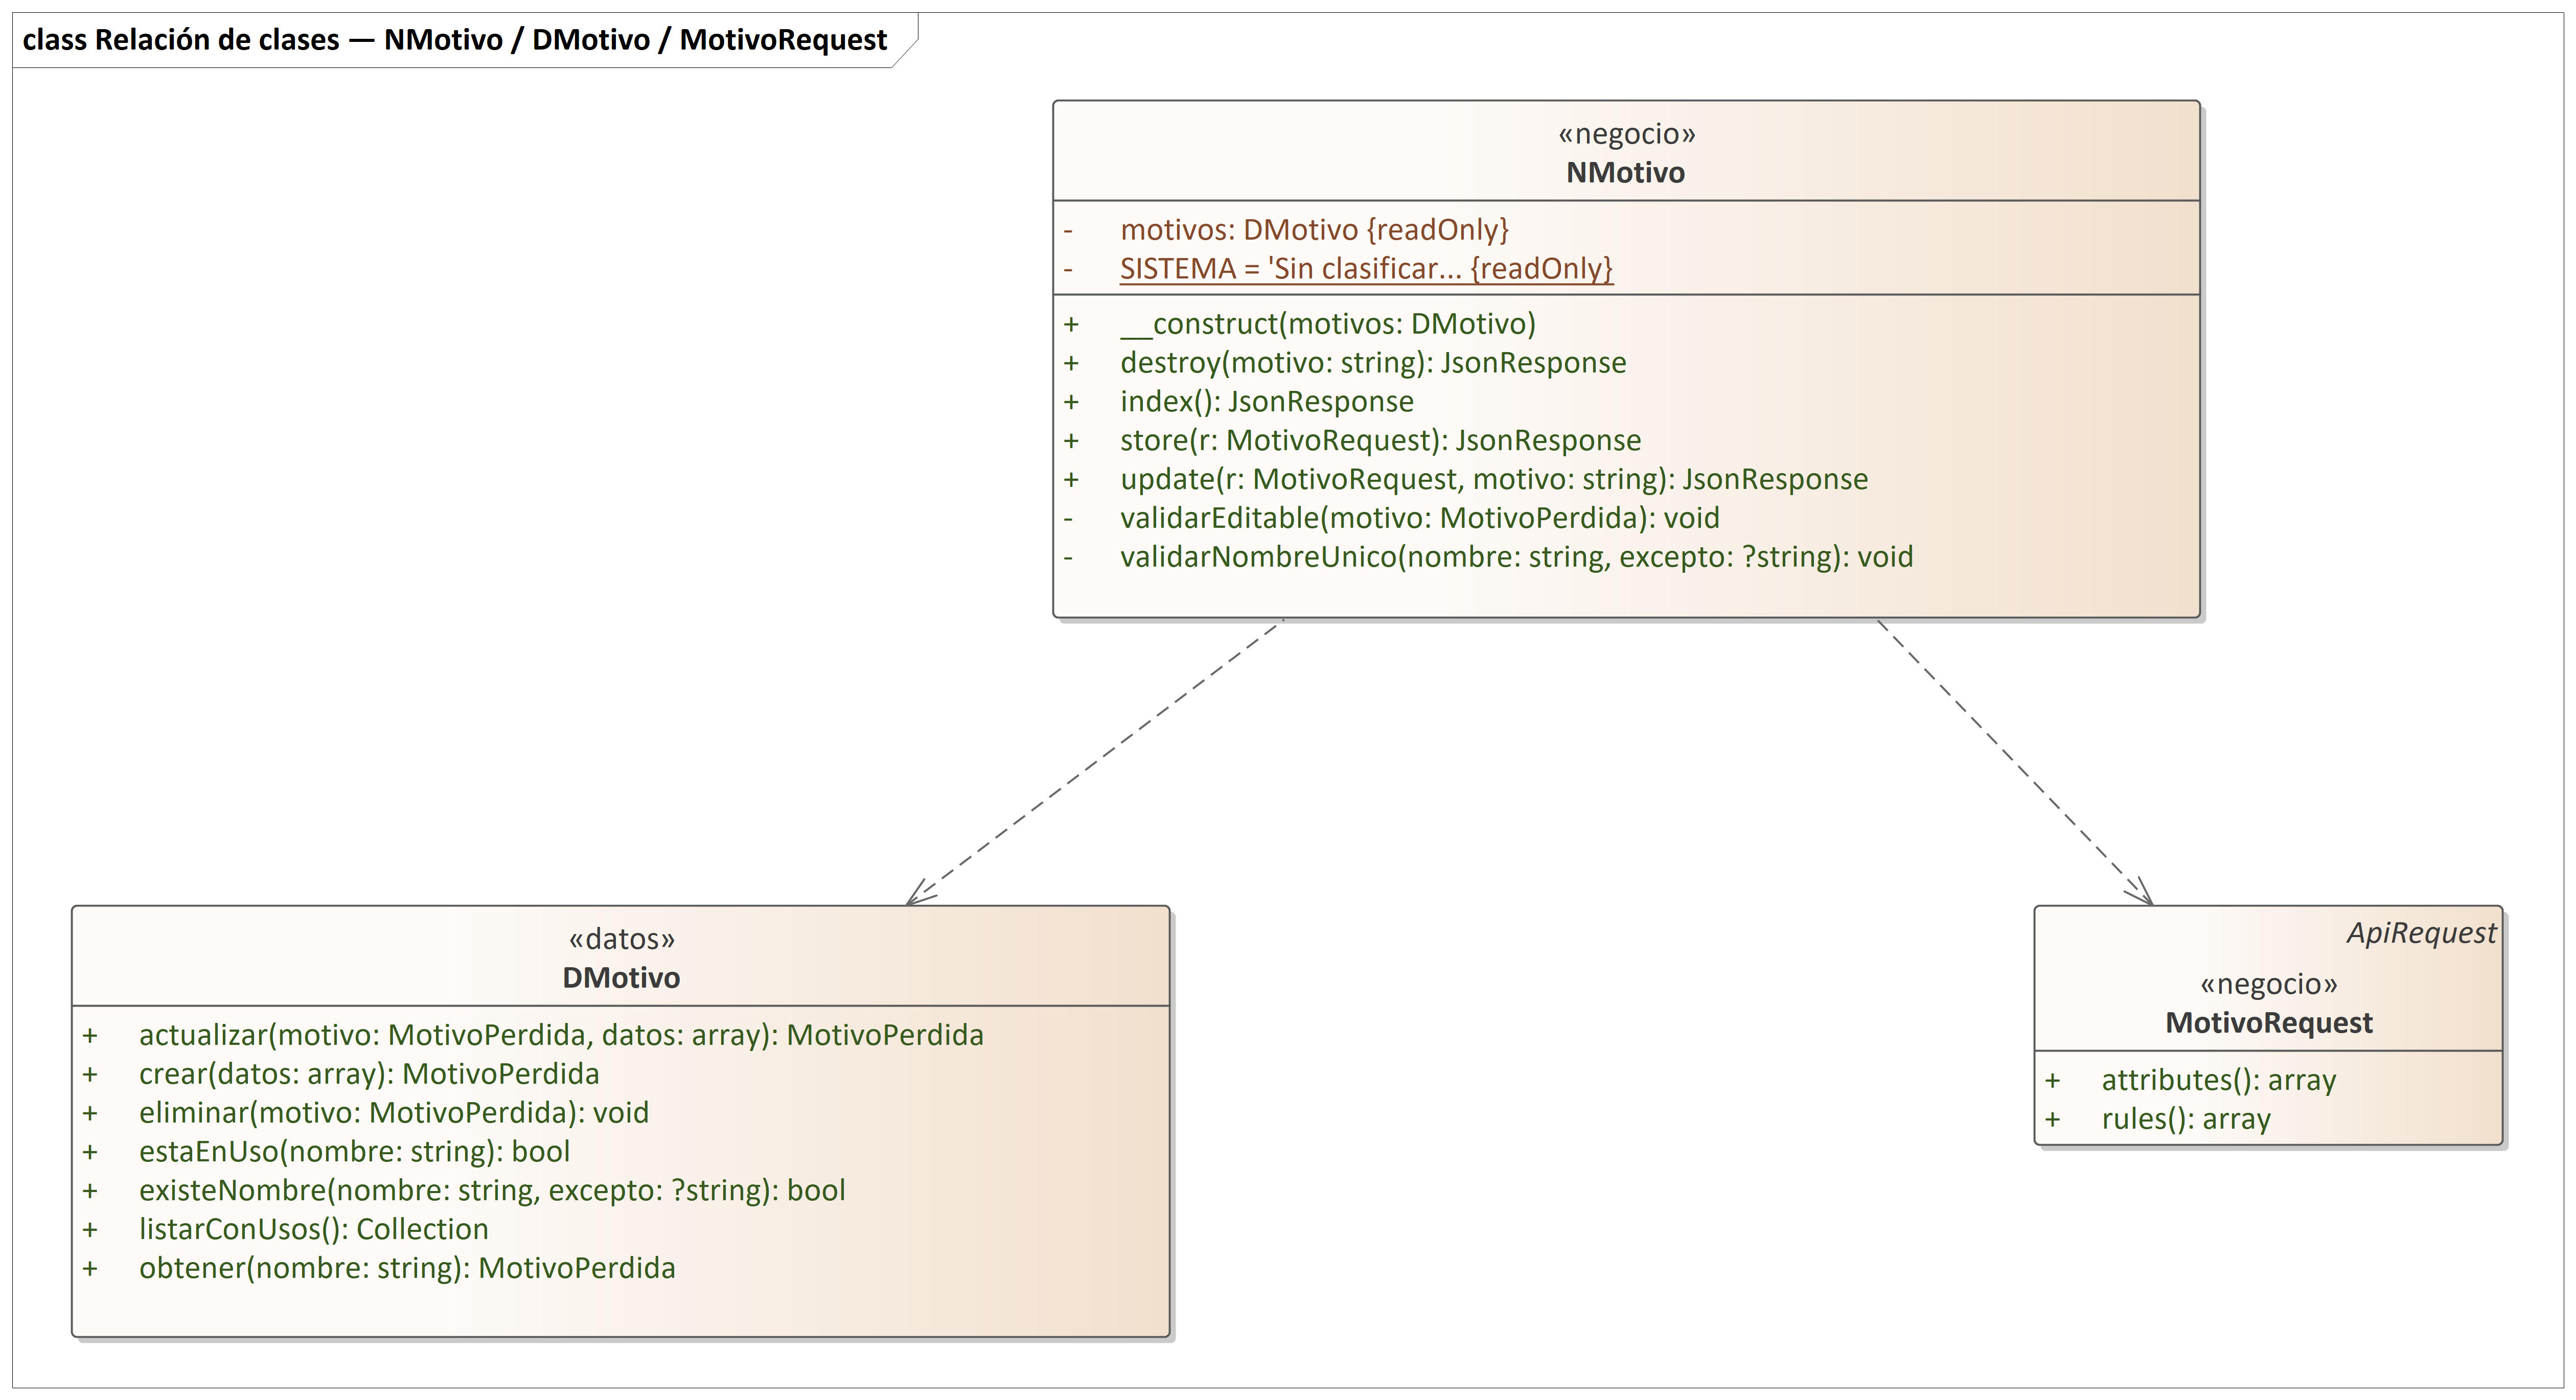 class Relación de clases — NMotivo / DMotivo / MotivoRequest
«negocio»
NMotivo
- motivos: DMotivo {readOnly}
- SISTEMA = 'Sin clasificar... {readOnly}
+ __construct(motivos: DMotivo)
+ destroy(motivo: string): JsonResponse
+ index(): JsonResponse
+ store(r: MotivoRequest): JsonResponse
+ update(r: MotivoRequest, motivo: string): JsonResponse
- validarEditable(motivo: MotivoPerdida): void
- validarNombreUnico(nombre: string, excepto: ?string): void
«datos»
DMotivo
+ actualizar(motivo: MotivoPerdida, datos: array): MotivoPerdida
+ crear(datos: array): MotivoPerdida
+ eliminar(motivo: MotivoPerdida): void
+ estaEnUso(nombre: string): bool
+ existeNombre(nombre: string, excepto: ?string): bool
+ listarConUsos(): Collection
+ obtener(nombre: string): MotivoPerdida
ApiRequest
«negocio»
MotivoRequest
+ attributes(): array
+ rules(): array